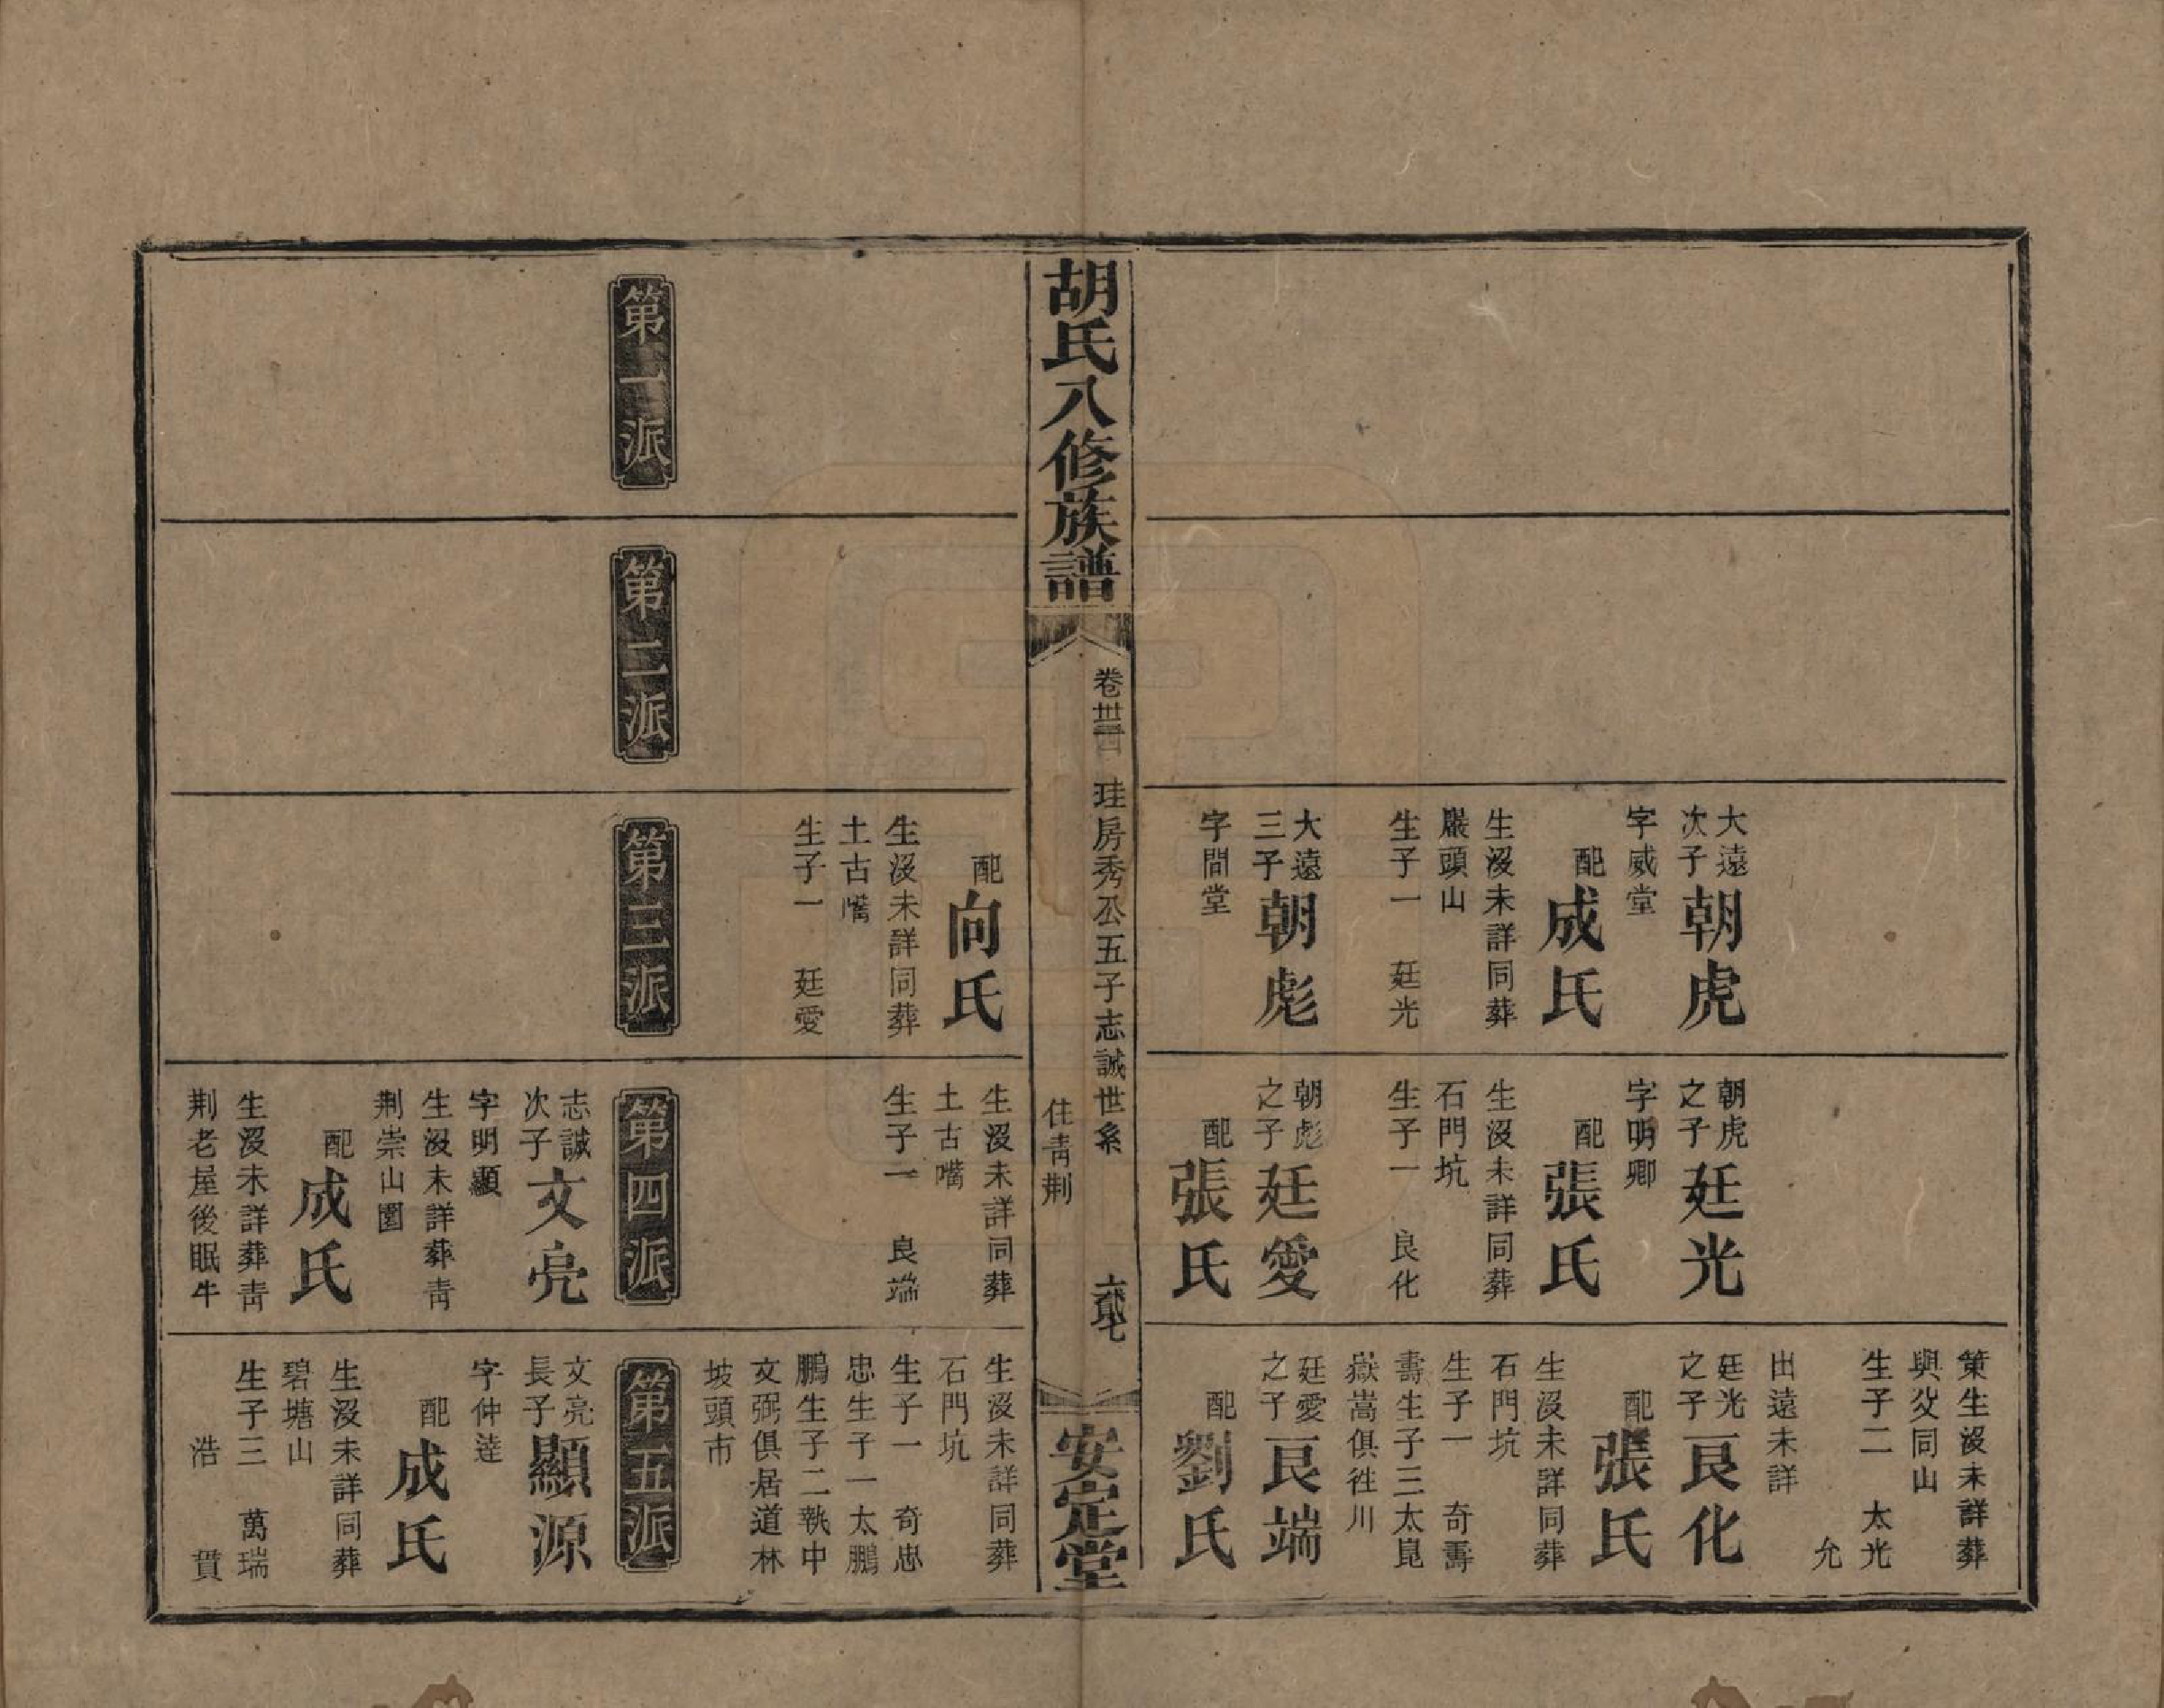 大遠
次子
朝虎
字威堂
配
成氏
生沒未詳同葬
嚴頭山
生子一 廷光
大遠
三子
朝彪
字間堂
朝虎
之子
廷光
字明卿
配
張氏
生沒未詳同葬
石門坑
生子一 良化
朝彪
之子
廷愛
配
張氏
策生沒未詳葬
與父同山
生子二 太光
允
出遠未詳
廷光
之子
良化
配
張氏
生沒未詳同葬
石門坑
生子一 奇壽
壽生子三太崑
嶽嵩俱徃川
廷愛
之子
良端
配
劉氏
胡氏八修族譜
珪房秀公五子志誠世系
住靑荆
安定堂
配
向氏
生沒未詳同葬
土古嘴
生子一 廷愛
生沒未詳同葬
土古嘴
生子一 良端
生沒未詳同葬
石門坑
生子一 奇忠
忠生子一太鵬
鵬生子二執中
文弼俱居道林
坡頭市
第一派
第二派
第三派
第四派
第五派
志誠
次子
文亮
字明顯
生沒未詳葬靑
荆崇山園
配
成氏
生沒未詳葬靑
荆老屋後眠牛
文亮
長子
顯源
字仲逹
配
成氏
生沒未詳同葬
碧塘山
生子三 萬瑞
浩 貫